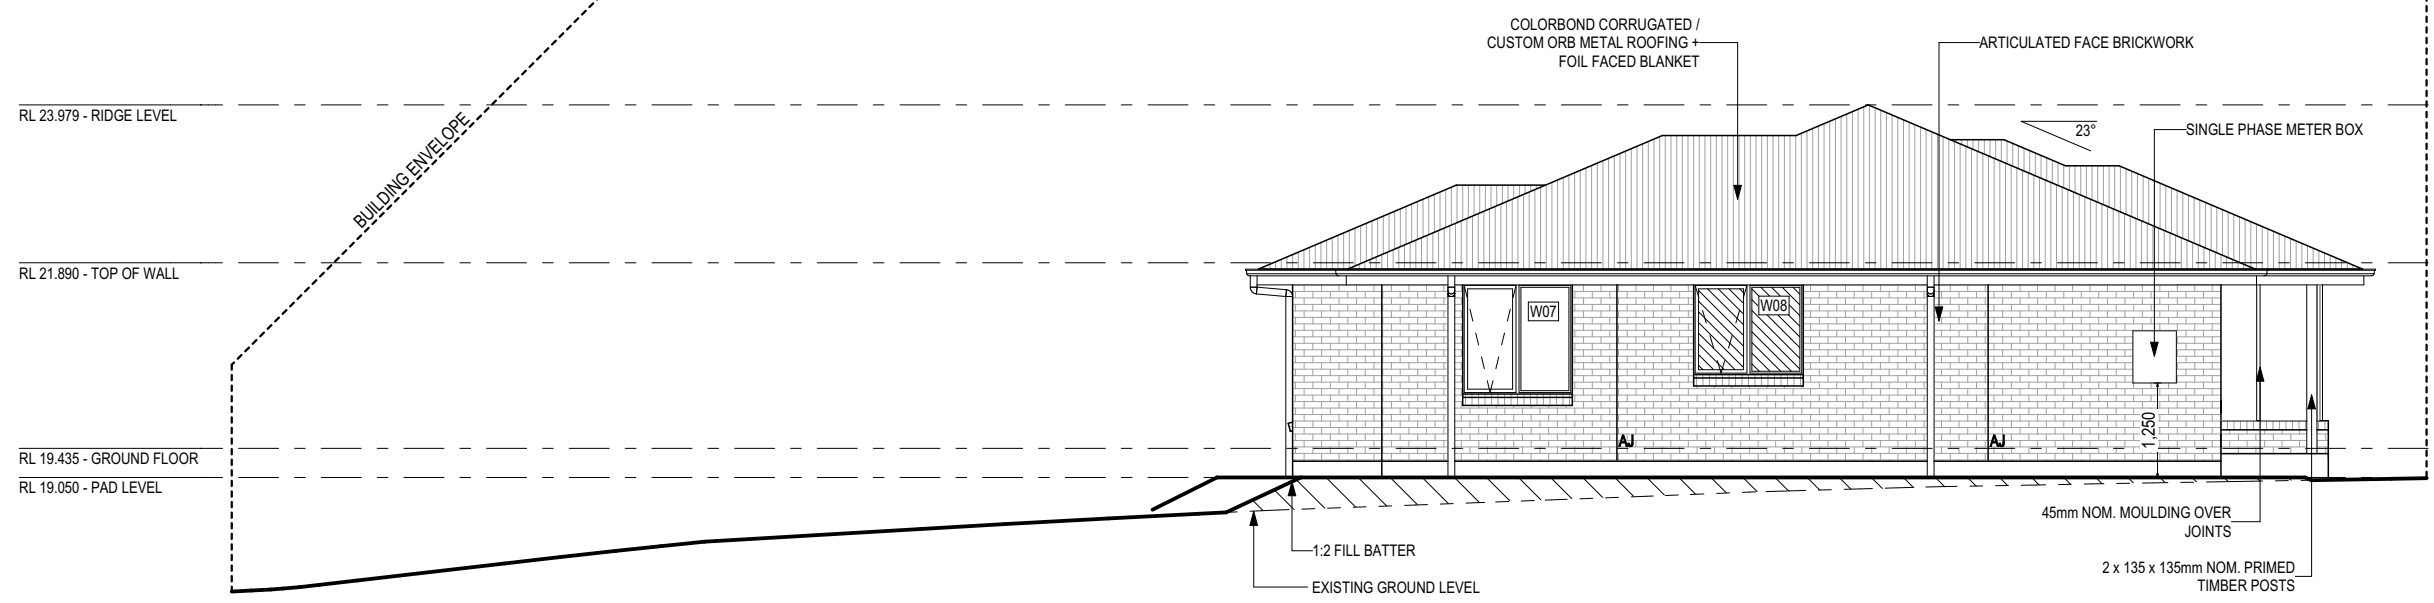 COLORBOND CORRUGATED /
CUSTOM ORB METAL ROOFING +
FOIL FACED BLANKET
ARTICULATED FACE BRICKWORK
RL 23.979 - RIDGE LEVEL
BUILDING ENVELOPE
23°
SINGLE PHASE METER BOX
RL 21.890 - TOP OF WALL
W07
W08
1,250
AJ
AJ
RL 19.435 - GROUND FLOOR
RL 19.050 - PAD LEVEL
45mm NOM. MOULDING OVER
JOINTS
1:2 FILL BATTER
2 x 135 x 135mm NOM. PRIMED
TIMBER POSTS
EXISTING GROUND LEVEL